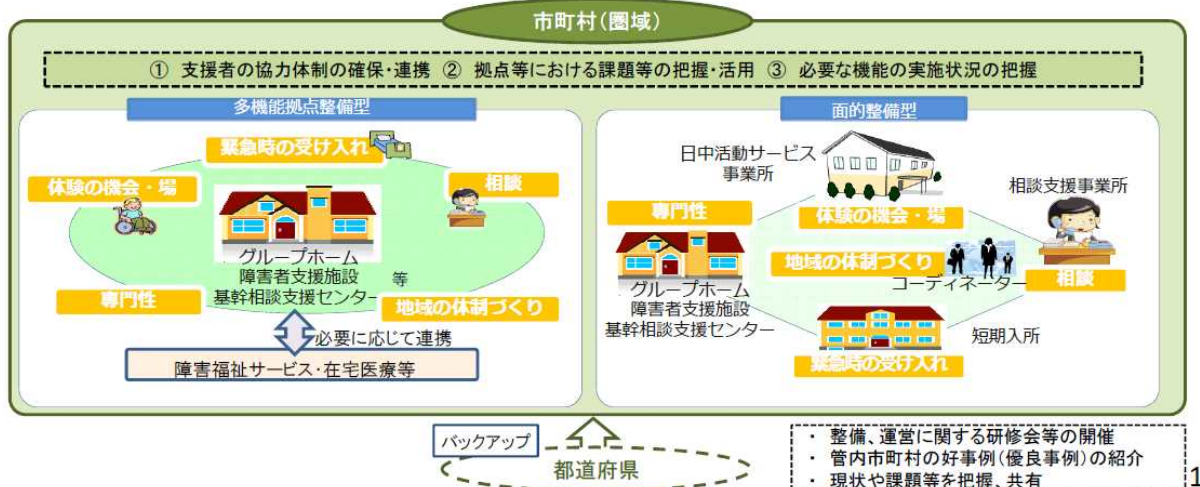 市町村(圏域)
① 支援者の協力体制の確保・連携 ② 拠点等における課題等の把握・活用 ③ 必要な機能の実施状況の把握
多機能拠点整備型
緊急時の受け入れ
体験の機会・場
相談
グループホーム
障害者支援施設
基幹相談支援センター 等
専門性
地域の体制づくり
必要に応じて連携
障害福祉サービス・在宅医療等
面的整備型
日中活動サービス
事業所
相談支援事業所
専門性
体験の機会・場
地域の体制づくり
コーディネーター
相談
グループホーム
障害者支援施設
基幹相談支援センター
短期入所
緊急時の受け入れ
バックアップ
都道府県
・ 整備、運営に関する研修会等の開催
・ 管内市町村の好事例(優良事例)の紹介
・ 現状や課題等を把握、共有
1